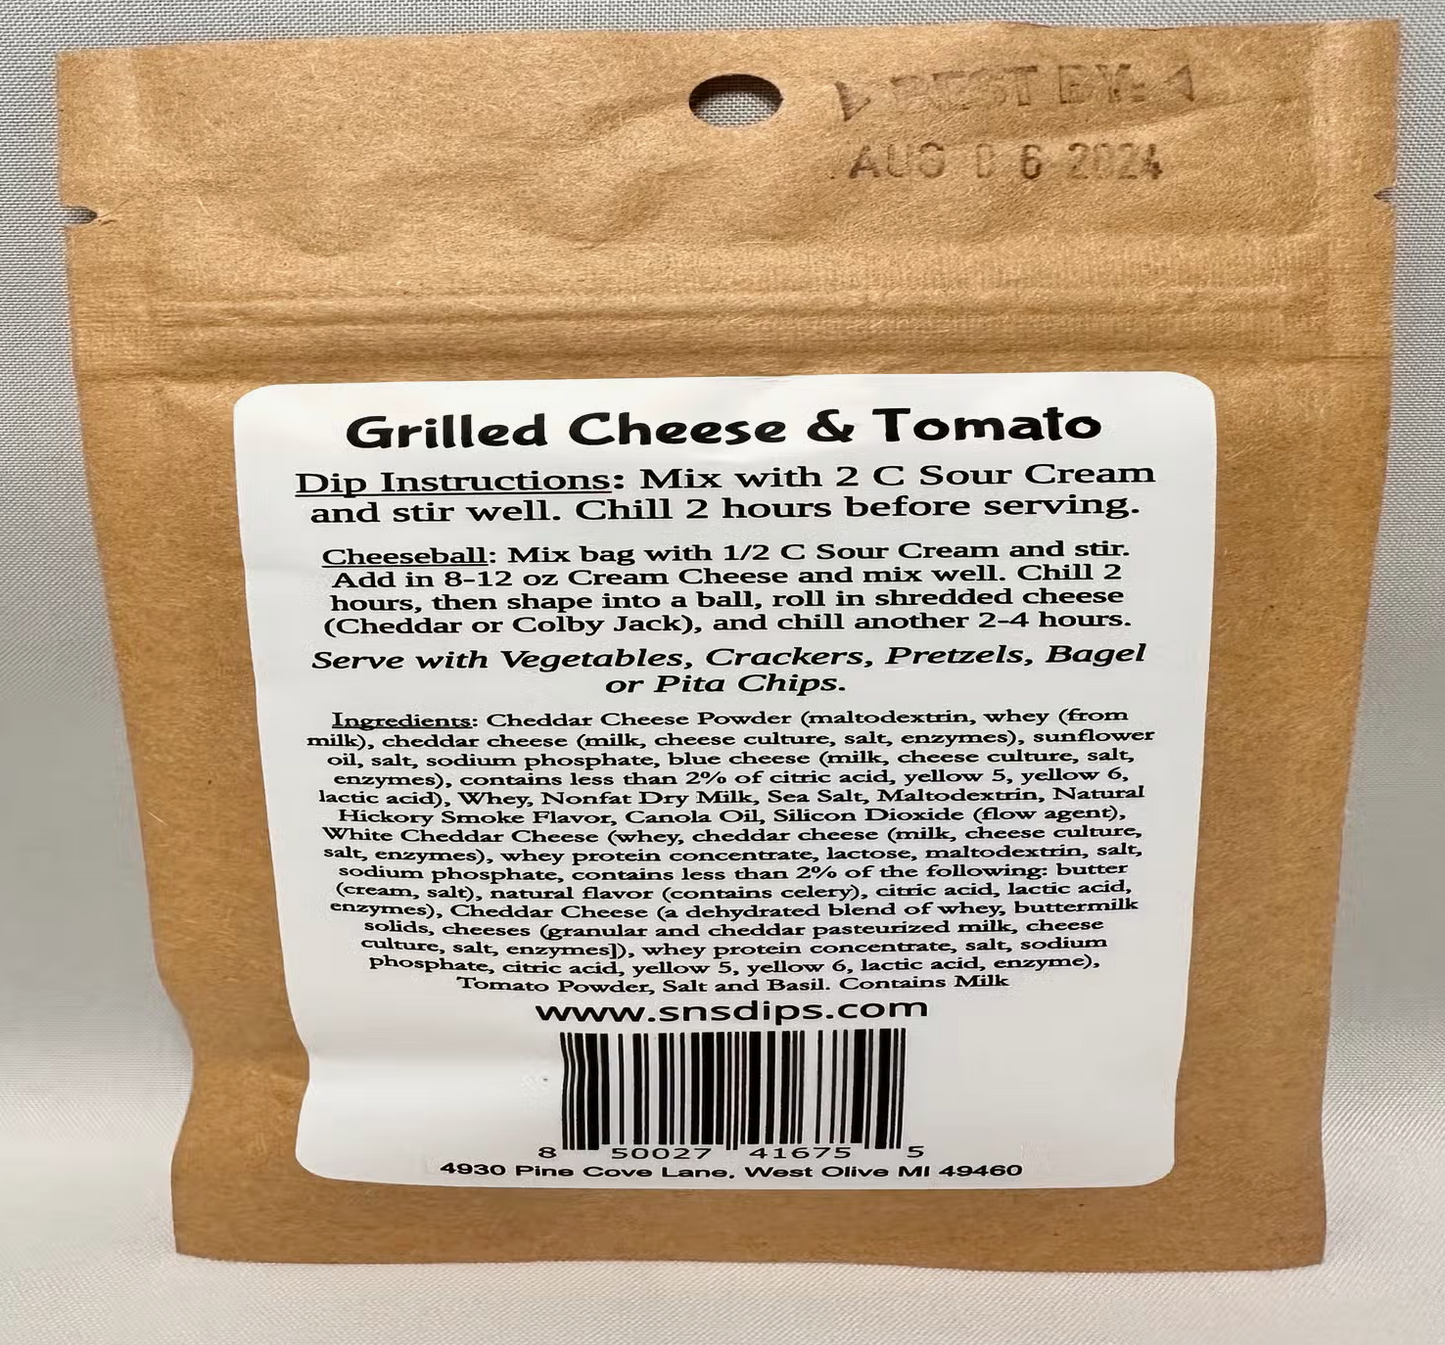 BEST BY:
AUG 06 2024
Grilled Cheese & Tomato
Dip Instructions: Mix with 2 C Sour Cream
and stir well. Chill 2 hours before serving.
Cheeseball: Mix bag with 1/2 C Sour Cream and stir.
Add in 8-12 oz Cream Cheese and mix well. Chill 2
hours, then shape into a ball, roll in shredded cheese
(Cheddar or Colby Jack), and chill another 2-4 hours.
Serve with Vegetables, Crackers, Pretzels, Bagel
or Pita Chips.
Ingredients: Cheddar Cheese Powder (maltodextrin, whey (from
milk), cheddar cheese (milk, cheese culture, salt, enzymes), sunflower
oil, salt, sodium phosphate, blue cheese (milk, cheese culture, salt,
enzymes), contains less than 2% of citric acid, yellow 5, yellow 6,
lactic acid), Whey, Nonfat Dry Milk, Sea Salt, Maltodextrin, Natural
Hickory Smoke Flavor, Canola Oil, Silicon Dioxide (flow agent),
White Cheddar Cheese (whey, cheddar cheese (milk, cheese culture,
salt, enzymes), whey protein concentrate, lactose, maltodextrin, salt,
sodium phosphate, contains less than 2% of the following: butter
(cream, salt), natural flavor (contains celery), citric acid, lactic acid,
enzymes), Cheddar Cheese (a dehydrated blend of whey, buttermilk
solids, cheeses (granular and cheddar pasteurized milk, cheese
culture, salt, enzymes]), whey protein concentrate, salt, sodium
phosphate, citric acid, yellow 5, yellow 6, lactic acid, enzyme),
Tomato Powder, Salt and Basil. Contains Milk
www.snsdips.com
8 50027 41675 5
4930 Pine Cove Lane. West Olive MI 49460